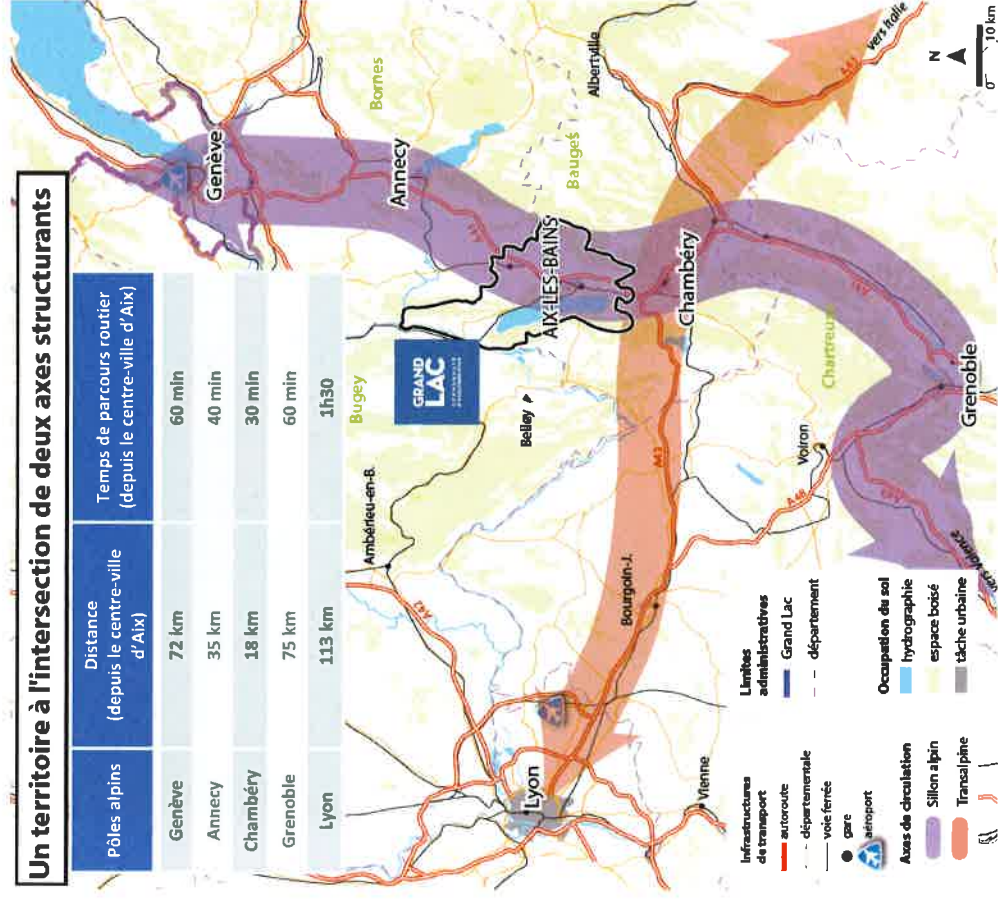 Un territoire à l'intersection de deux axes structurants
Pôles alpins
Distance
(depuis le centre-ville
d'Aix)
Temps de parcours routier
(depuis le centre-ville d'Aix)
Genève
72 km
60 min
Annecy
35 km
40 min
Chambéry
18 km
30 min
Grenoble
75 km
60 min
Lyon
113 km
1h30
Genève
Bornes
Annecy
Bauges
Albertville
A43
vers Italie
N
0
10 km
GRAND
LAC
Bugey
Belley
AIX-LES-BAINS
A41
Chambéry
A41
Chartreuse
Grenoble
Ambérieu-en-B.
A42
A43
Voiron
A48
A49
vers Valence
Bourgoin-J.
Lyon
Vienne
Infrastructures
de transport
autoroute
départementale
voie ferrée
gare
aéroport
Axes de circulation
Sillon alpin
Transalpine
Limites
administratives
Grand Lac
département
Occupation du sol
hydrographie
espace boisé
tâche urbaine